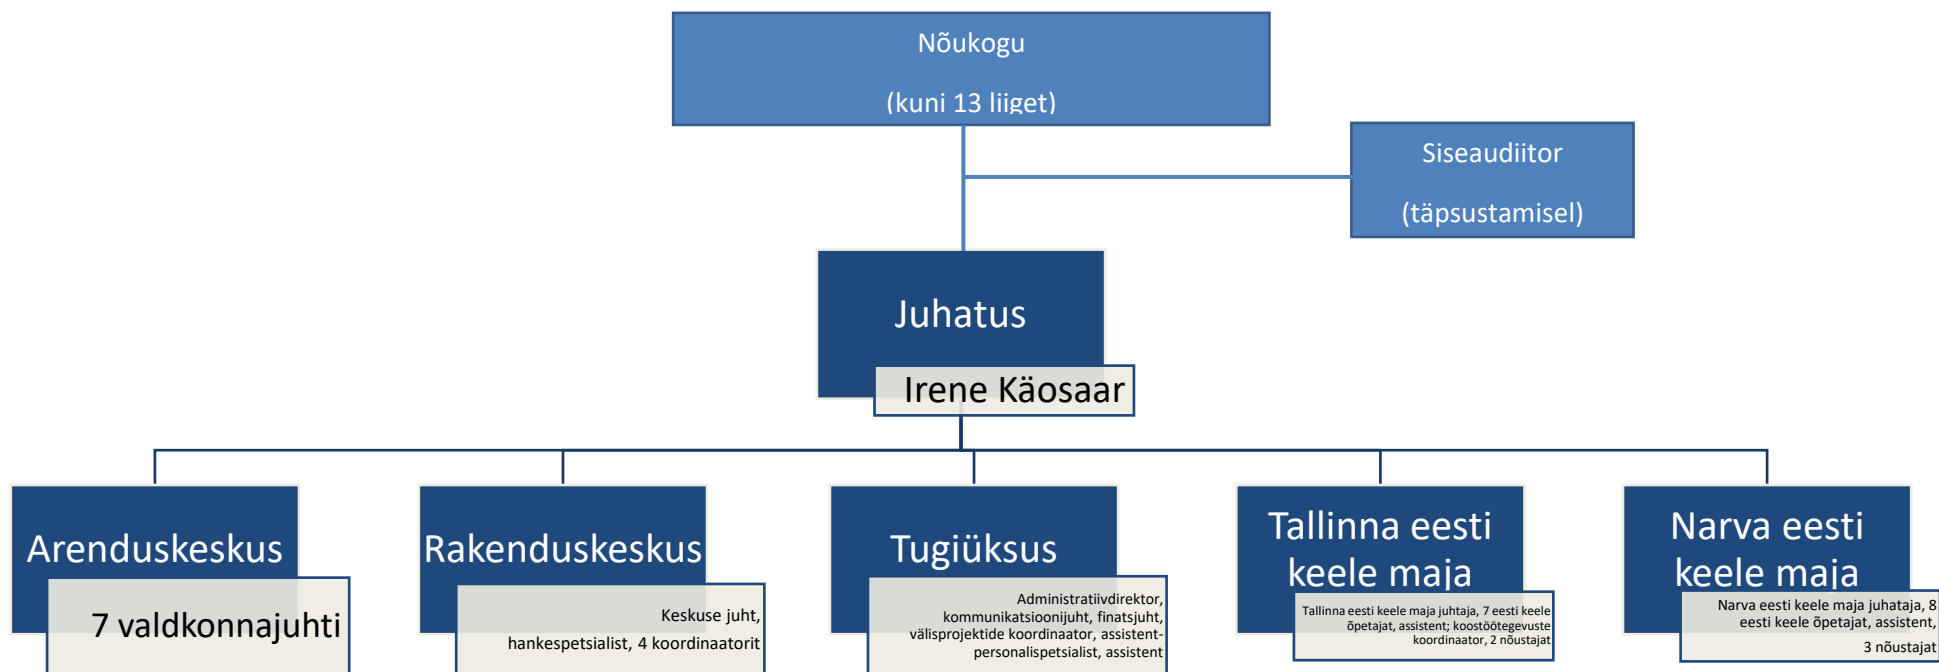 Nõukogu
(kuni 13 liiget)
Siseaudiitor
(täpsustamisel)
Juhatus
Irene Käosaar
Arenduskeskus
7 valdkonnajuhti
Rakenduskeskus
Keskuse juht,
hankespetsialist, 4 koordinaatorit
Tugiüksus
Administratiivdirektor,
kommunikatsioonijuht, finatsjuht,
välisprojektide koordinaator, assistent-
personalispetsialist, assistent
Tallinna eesti
keele maja
Tallinna eesti keele maja juhtaja, 7 eesti keele
õpetajat, assistent; koostöötegevuste
koordinaator, 2 nõustajat
Narva eesti
keele maja
Narva eesti keele maja juhataja, 8
eesti keele õpetajat, assistent,
3 nõustajat